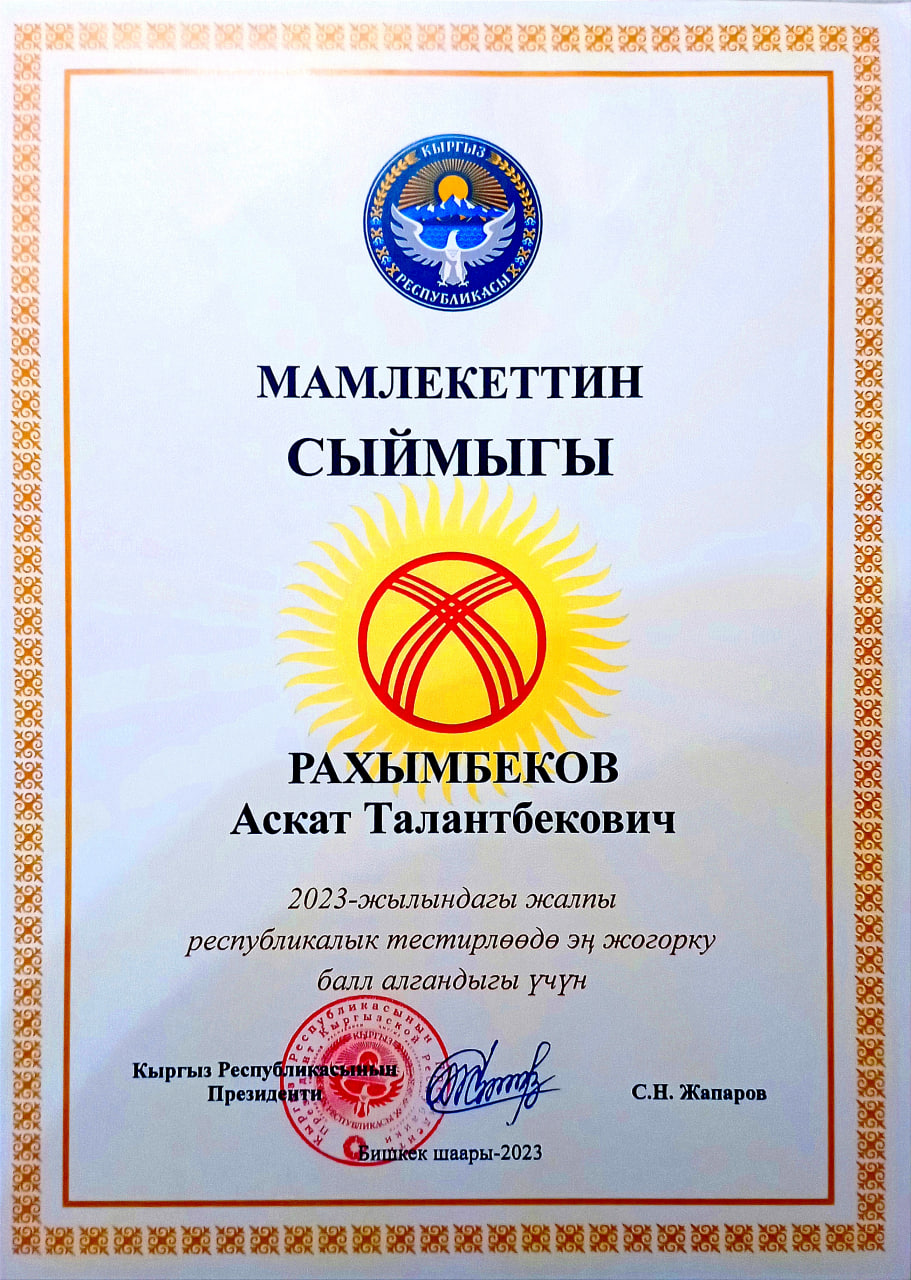 КЫРГЫЗ
РЕСПУБЛИКАСЫ
МАМЛЕКЕТТИН
СЫЙМЫГЫ
РАХЫМБЕКОВ
Аскат Талантбекович
2023-жылындагы жалпы
республикалык тестирлөөдө эң жогорку
балл алгандыгы үчүн
Кыргыз Республикасынын
Президенти
С.Н. Жапаров
Бишкек шаары-2023